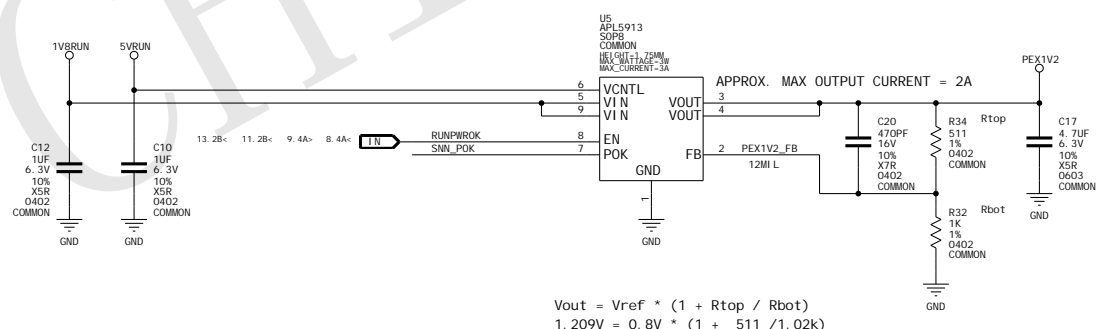 U5
APL5913
SOP8
COMMON
HEIGHT=1.75MM
MAX_WATTAGE=3W
MAX_CURRENT=3A
1V8RUN
5VRUN
PEX1V2
APPROX. MAX OUTPUT CURRENT = 2A
6
VCNTL
5
VIN
9
VIN
8
EN
7
POK
VOUT
3
VOUT
4
FB
2
GND
1
GND
13.2B< 11.2B< 9.4A> 8.4A<
IN
RUNPWROK
SNN_POK
PEX1V2_FB
12MIL
C12
1UF
6.3V
10%
X5R
0402
COMMON
GND
C10
1UF
6.3V
10%
X5R
0402
COMMON
GND
C20
470PF
16V
10%
X7R
0402
COMMON
R34
511
1%
0402
COMMON
Rtop
C17
4.7UF
6.3V
10%
X5R
0603
COMMON
GND
R32
1K
1%
0402
COMMON
Rbot
GND
Vout = Vref * (1 + Rtop / Rbot)
1.209V = 0.8V * (1 + 511 /1.02k)